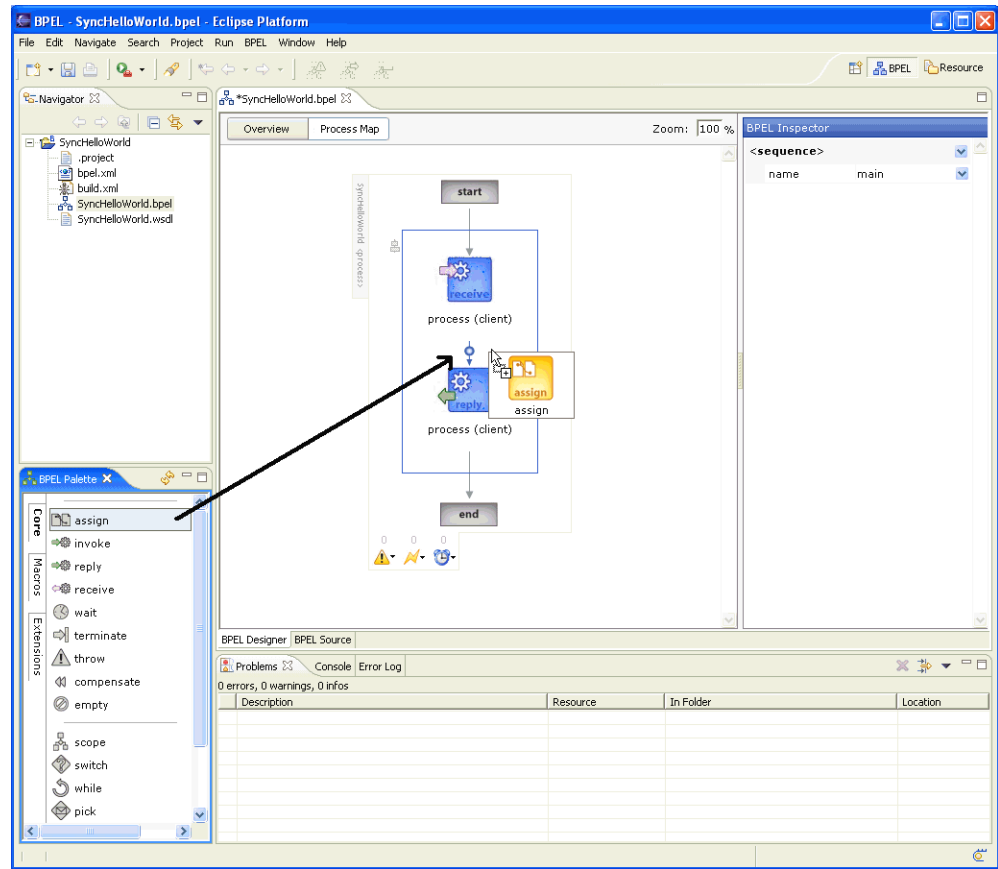 BPEL - SyncHelloWorld.bpel - Eclipse Platform
File Edit Navigate Search Project Run BPEL Window Help
BPEL Resource
Navigator
SyncHelloWorld
.project
bpel.xml
build.xml
SyncHelloWorld.bpel
SyncHelloWorld.wsdl
*SyncHelloWorld.bpel
Overview Process Map
Zoom: 100 %
SyncHelloWorld <process>
start
receive
process (client)
reply
process (client)
assign
assign
end
0 0 0
BPEL Designer BPEL Source
BPEL Inspector
<sequence>
name main
BPEL Palette
Core
Macros
Extensions
assign
invoke
reply
receive
wait
terminate
throw
compensate
empty
scope
switch
while
pick
Problems Console Error Log
0 errors, 0 warnings, 0 infos
Description Resource In Folder Location